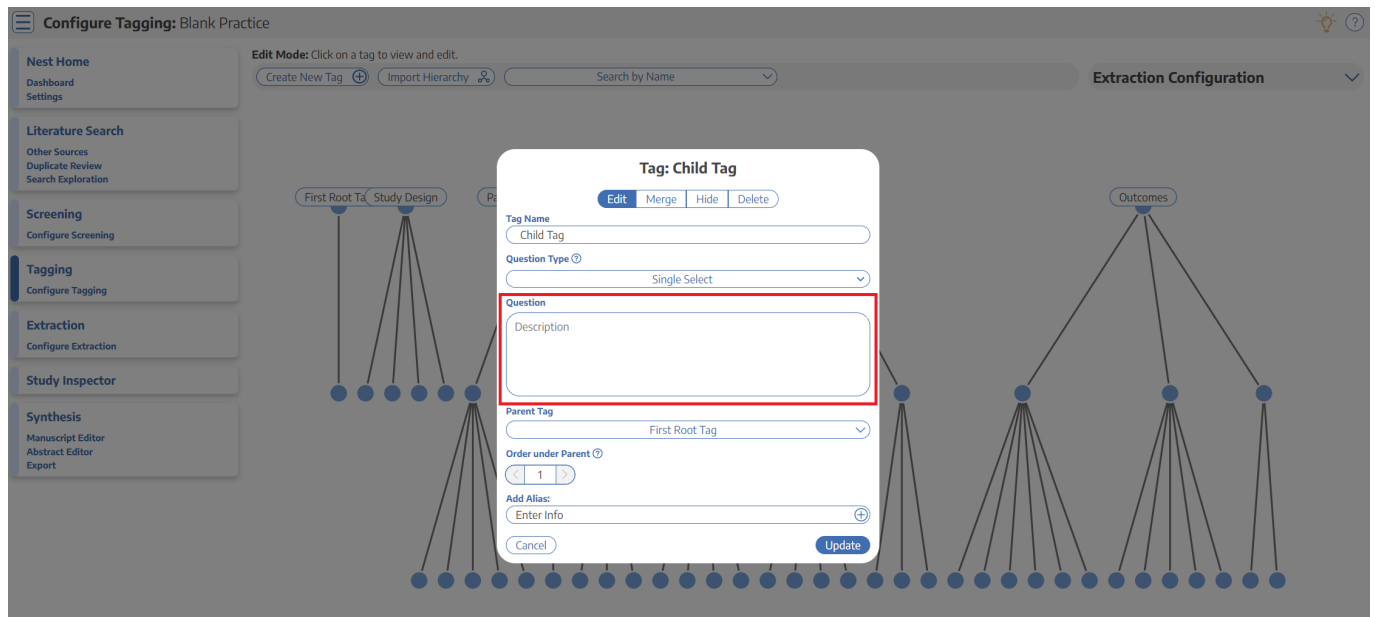 Configure Tagging: Blank Practice
?
Nest Home
Dashboard
Settings
Literature Search
Other Sources
Duplicate Review
Search Exploration
Screening
Configure Screening
Tagging
Configure Tagging
Extraction
Configure Extraction
Study Inspector
Synthesis
Manuscript Editor
Abstract Editor
Export
Edit Mode: Click on a tag to view and edit.
Create New Tag
Import Hierarchy
Search by Name
Extraction Configuration
First Root Ta
Study Design
Pa
Outcomes
Tag: Child Tag
Edit Merge Hide Delete
Tag Name
Child Tag
Question Type ?
Single Select
Question
Description
Parent Tag
First Root Tag
Order under Parent ?
< 1 >
Add Alias:
Enter Info
Cancel
Update